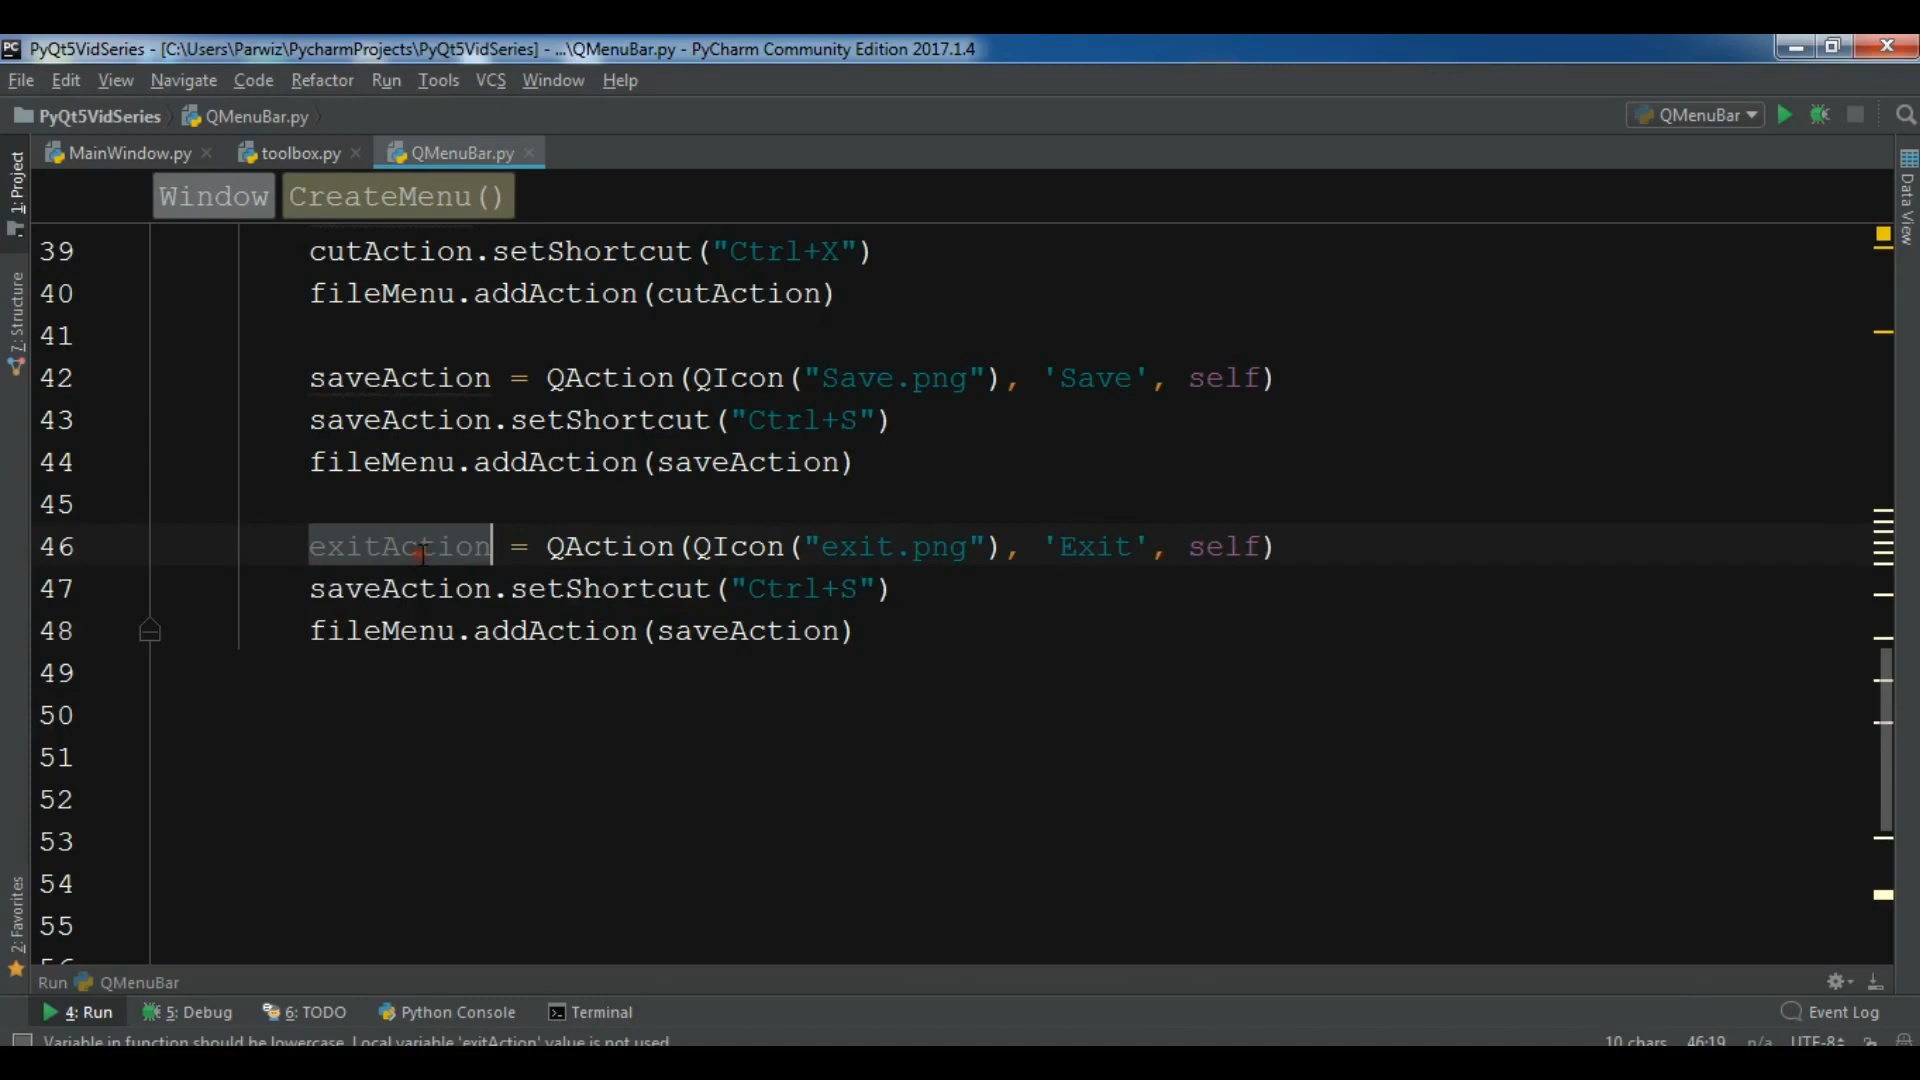 PC PyQt5VidSeries - [C:\Users\Parwiz\PycharmProjects\PyQt5VidSeries] - ...\QMenuBar.py - PyCharm Community Edition 2017.1.4
File Edit View Navigate Code Refactor Run Tools VCS Window Help
PyQt5VidSeries QMenuBar.py QMenuBar
MainWindow.py toolbox.py QMenuBar.py
1: Project
7: Structure
2: Favorites
Data View
Window CreateMenu()
39 cutAction.setShortcut("Ctrl+X")
40 fileMenu.addAction(cutAction)
41
42 saveAction = QAction(QIcon("Save.png"), 'Save', self)
43 saveAction.setShortcut("Ctrl+S")
44 fileMenu.addAction(saveAction)
45
46 exitAction = QAction(QIcon("exit.png"), 'Exit', self)
47 saveAction.setShortcut("Ctrl+S")
48 fileMenu.addAction(saveAction)
49
50
51
52
53
54
55
56
Run QMenuBar
4: Run 5: Debug 6: TODO Python Console Terminal Event Log
Variable in function should be lowercase. Local variable 'exitAction' value is not used 10 chars 46:19 n/a UTF-8